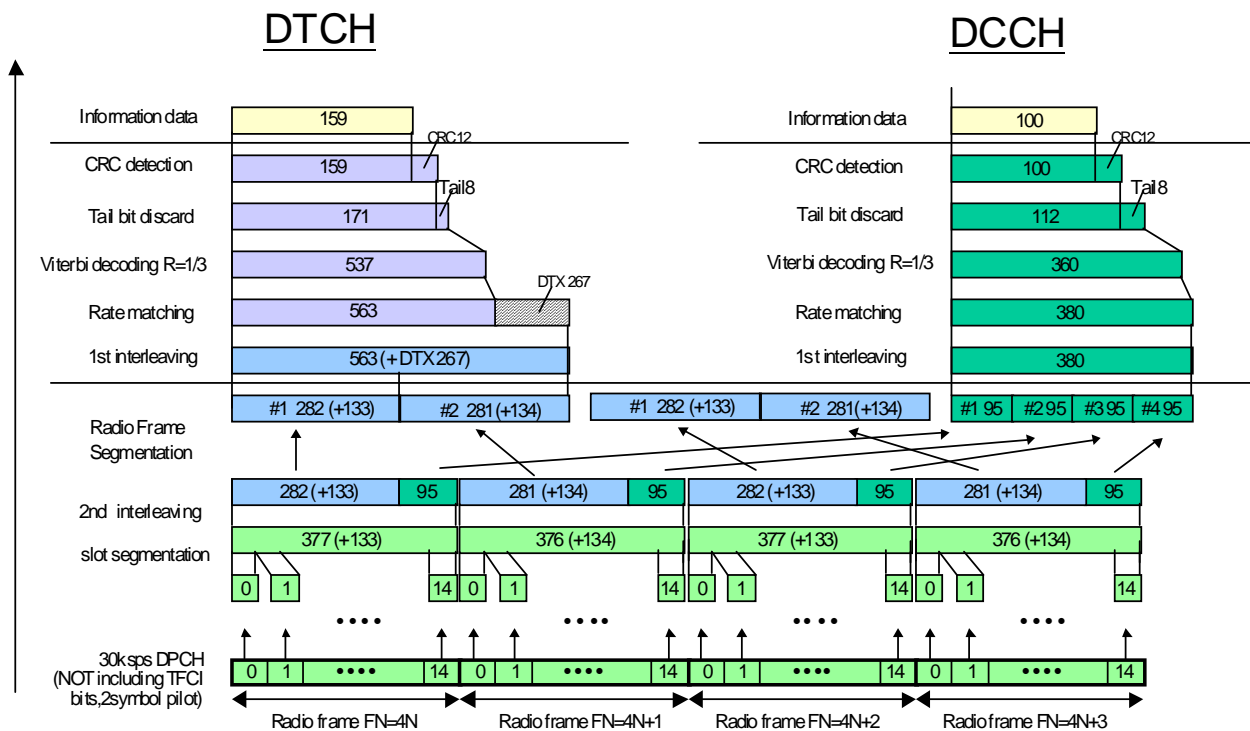 DTCH
DCCH
Information data
159
CRC12
CRC detection
159
Tail8
Tail bit discard
171
Viterbi decoding R=1/3
537
DTX 267
Rate matching
563
1st interleaving
563 (+ DTX 267)
Information data
100
CRC12
CRC detection
100
Tail8
Tail bit discard
112
Viterbi decoding R=1/3
360
Rate matching
380
1st interleaving
380
Radio Frame
Segmentation
#1 282 (+133)
#2 281 (+134)
#1 282 (+133)
#2 281(+134)
#1 95
#2 95
#3 95
#4 95
2nd interleaving
282 (+133)
95
281 (+134)
95
282 (+133)
95
281 (+134)
95
slot segmentation
377 (+133)
376 (+134)
377 (+133)
376 (+134)
0 1 14 0 1 14 0 1 14 0 1 14
•••• •••• •••• ••••
30ksps DPCH
(NOT including TFCI
bits,2symbol pilot)
0 1 •••• 14 0 1 •••• 14 0 1 •••• 14 0 1 •••• 14
Radio frame FN=4N
Radio frame FN=4N+1
Radio frame FN=4N+2
Radio frame FN=4N+3